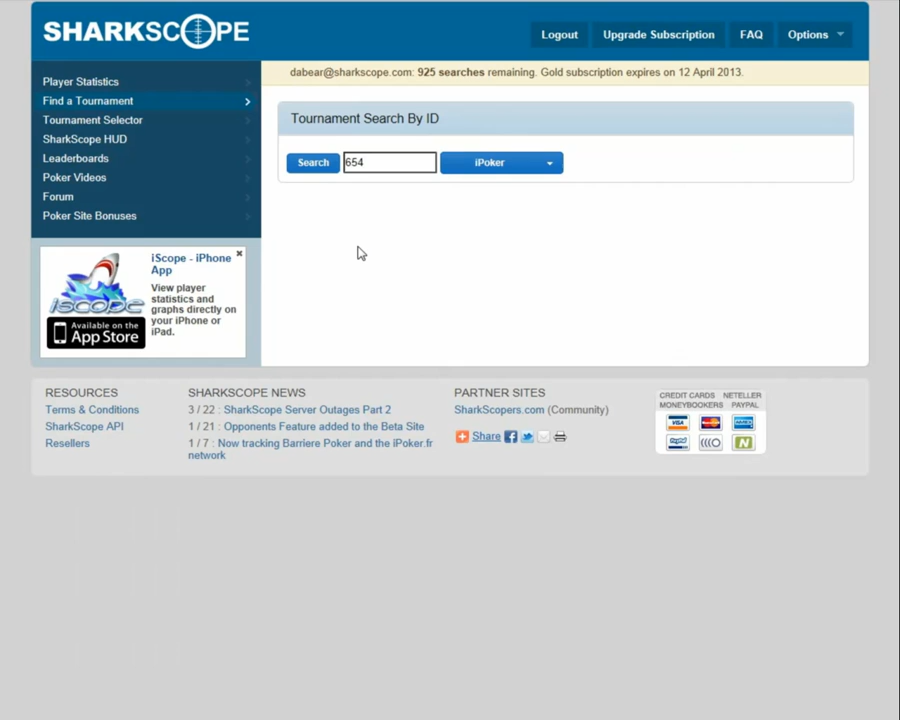 SHARKSCOPE
Logout
Upgrade Subscription
FAQ
Options
dabear@sharkscope.com: 925 searches remaining. Gold subscription expires on 12 April 2013.
Player Statistics
Find a Tournament
Tournament Selector
SharkScope HUD
Leaderboards
Poker Videos
Forum
Poker Site Bonuses
Tournament Search By ID
Search
654
iPoker
iscope
Available on the
App Store
iScope - iPhone
App
View player
statistics and
graphs directly on
your iPhone or
iPad.
RESOURCES
Terms & Conditions
SharkScope API
Resellers
SHARKSCOPE NEWS
3 / 22 : SharkScope Server Outages Part 2
1 / 21 : Opponents Feature added to the Beta Site
1 / 7 : Now tracking Barriere Poker and the iPoker.fr
network
PARTNER SITES
SharkScopers.com (Community)
Share
CREDIT CARDS NETELLER
MONEYBOOKERS PAYPAL
VISA
N